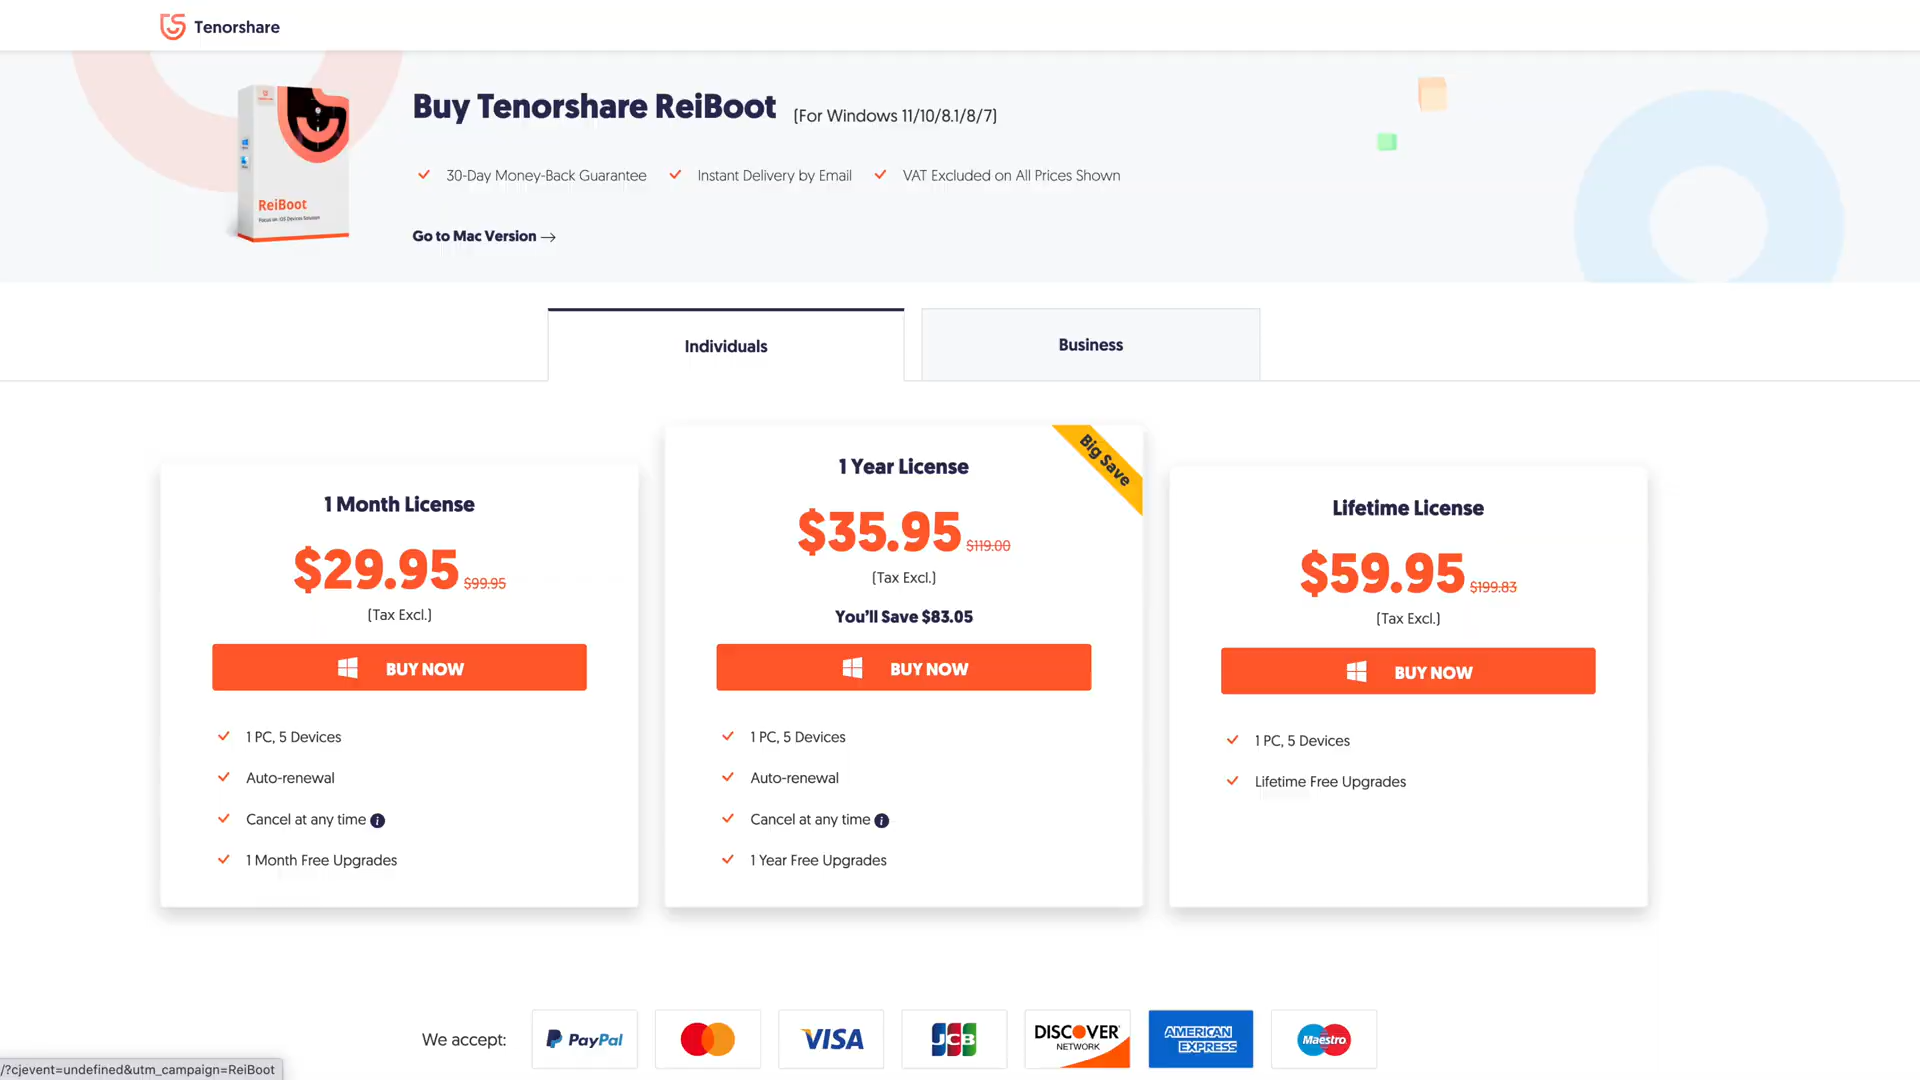 Tenorshare
Buy Tenorshare ReiBoot (For Windows 11/10/8.1/8/7)
30-Day Money-Back Guarantee Instant Delivery by Email VAT Excluded on All Prices Shown
Go to Mac Version →
ReiBoot
Focus on iOS Devices Solution
Individuals
Business
1 Month License
$29.95 $99.95
(Tax Excl.)
BUY NOW
1 PC, 5 Devices
Auto-renewal
Cancel at any time i
1 Month Free Upgrades
Big Save
1 Year License
$35.95 $119.00
(Tax Excl.)
You'll Save $83.05
BUY NOW
1 PC, 5 Devices
Auto-renewal
Cancel at any time i
1 Year Free Upgrades
Lifetime License
$59.95 $199.83
(Tax Excl.)
BUY NOW
1 PC, 5 Devices
Lifetime Free Upgrades
We accept: PayPal VISA JCB DISCOVER NETWORK AMERICAN EXPRESS Maestro
/?cjevent=undefined&utm_campaign=ReiBoot